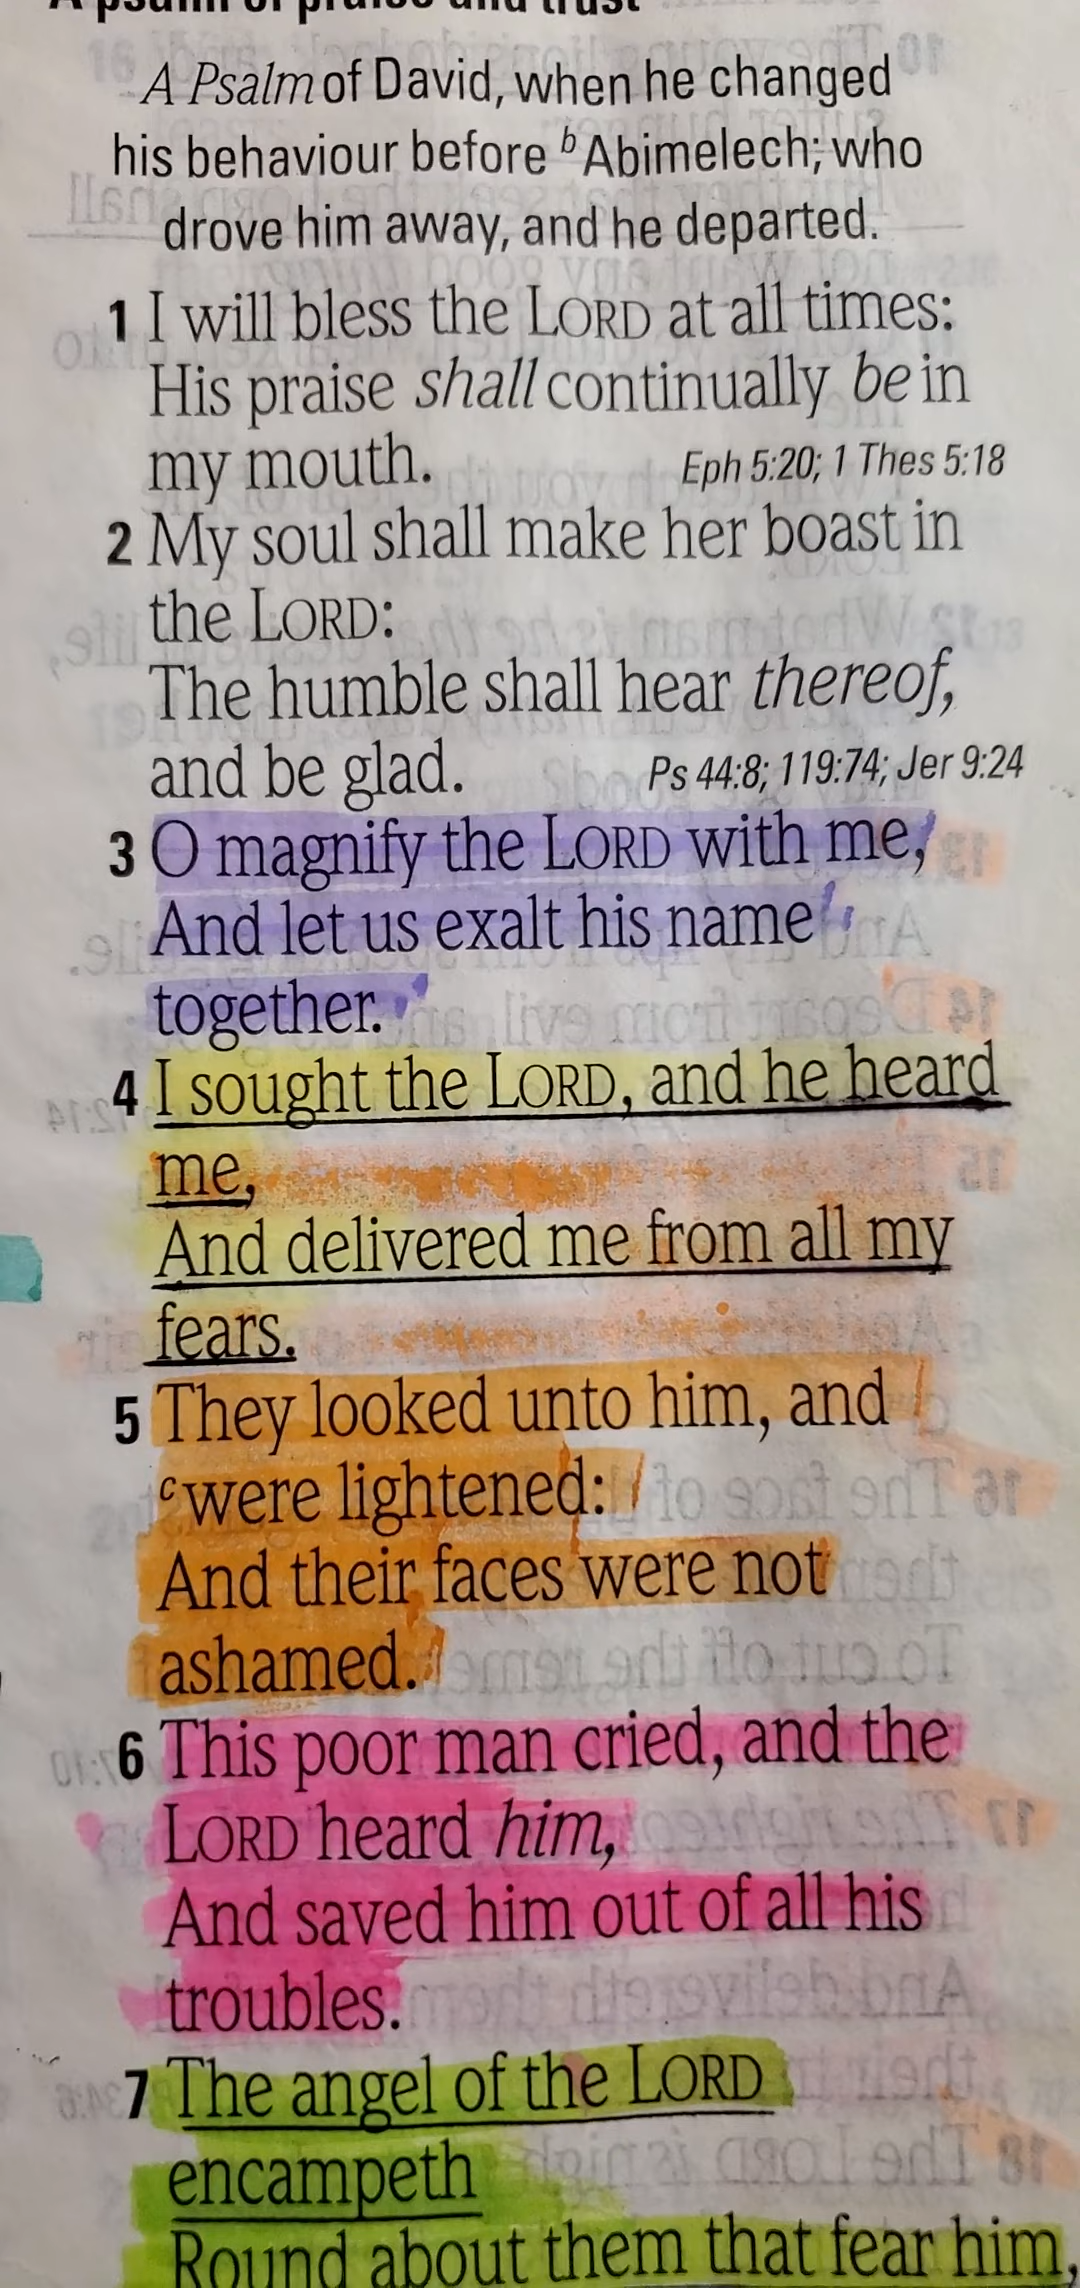 A psalm of praise and trust
A Psalm of David, when he changed
his behaviour before b Abimelech; who
drove him away, and he departed.
1 I will bless the LORD at all times:
His praise shall continually be in
my mouth. Eph 5:20; 1 Thes 5:18
2 My soul shall make her boast in
the LORD:
The humble shall hear thereof,
and be glad. Ps 44:8; 119:74; Jer 9:24
3 O magnify the LORD with me,
And let us exalt his name
together.
4 I sought the LORD, and he heard
me,
And delivered me from all my
fears.
5 They looked unto him, and
c were lightened:
And their faces were not
ashamed.
6 This poor man cried, and the
LORD heard him,
And saved him out of all his
troubles.
7 The angel of the LORD
encampeth
Round about them that fear him,